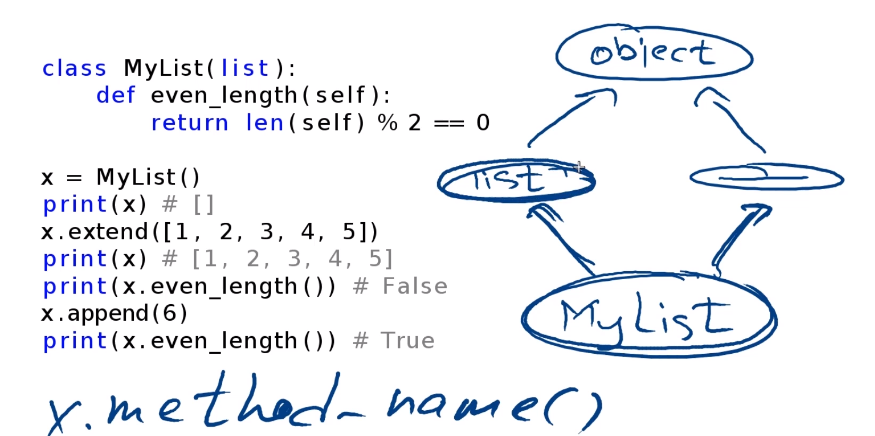 class MyList(list):
    def even_length(self):
        return len(self) % 2 == 0
x = MyList()
print(x) # []
x.extend([1, 2, 3, 4, 5])
print(x) # [1, 2, 3, 4, 5]
print(x.even_length()) # False
x.append(6)
print(x.even_length()) # True
object
list
MyList
x.method_name()